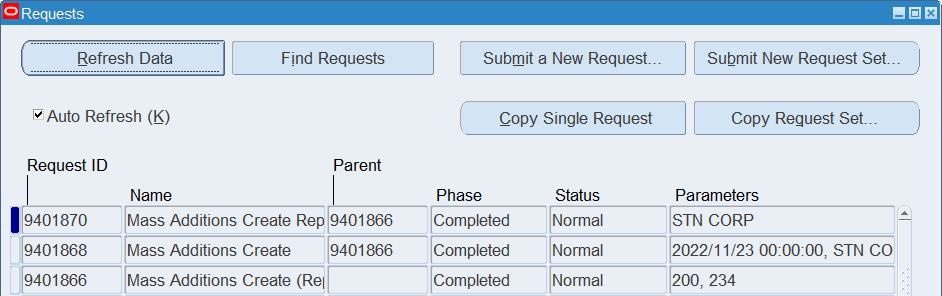 Requests
Refresh Data Find Requests Submit a New Request... Submit New Request Set...
Auto Refresh (K) Copy Single Request Copy Request Set...
Request ID Parent
Name Phase Status Parameters
9401870 Mass Additions Create Rep 9401866 Completed Normal STN CORP
9401868 Mass Additions Create 9401866 Completed Normal 2022/11/23 00:00:00, STN CO
9401866 Mass Additions Create (Rep Completed Normal 200, 234